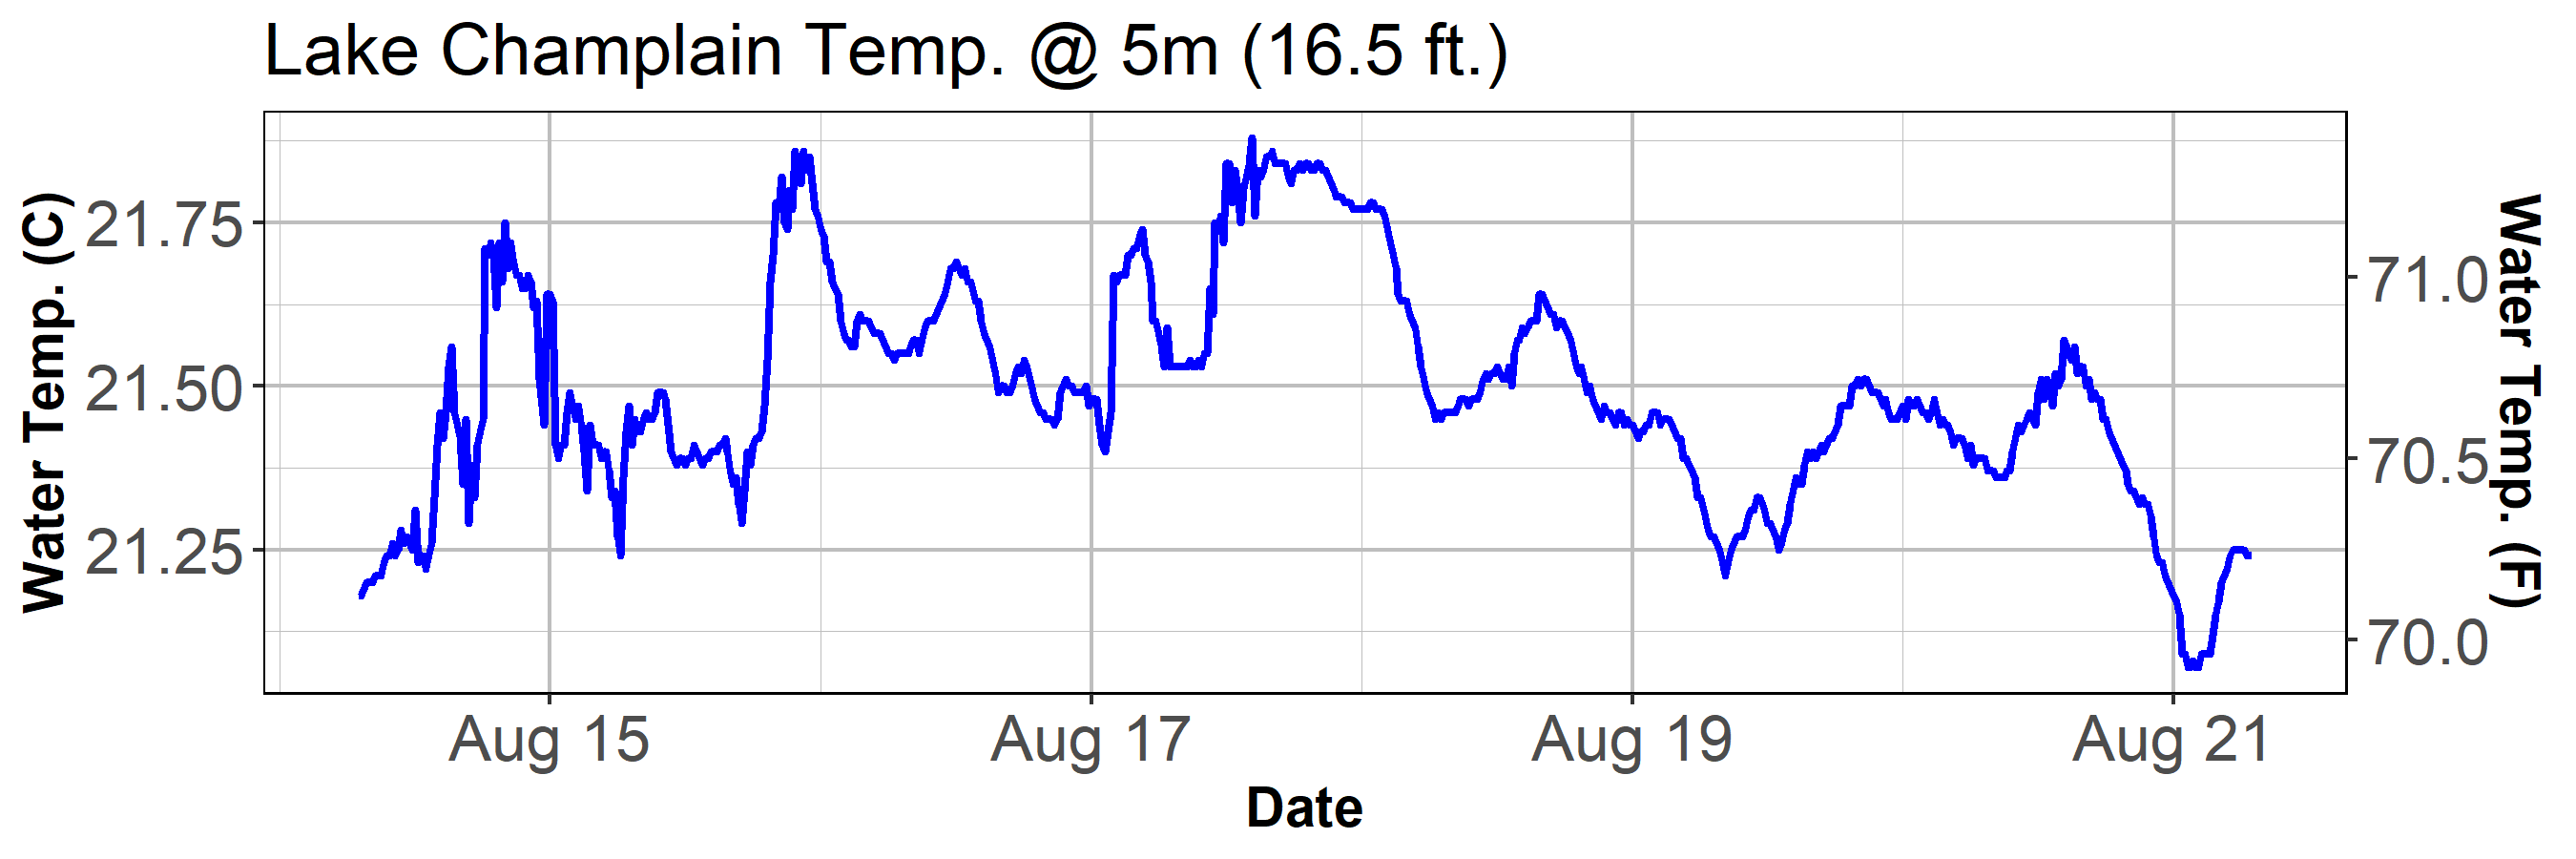 Lake Champlain Temp. @ 5m (16.5 ft.)
Water Temp. (C)
21.75
21.50
21.25
71.0
70.5
70.0
Water Temp. (F)
Aug 15
Aug 17
Aug 19
Aug 21
Date